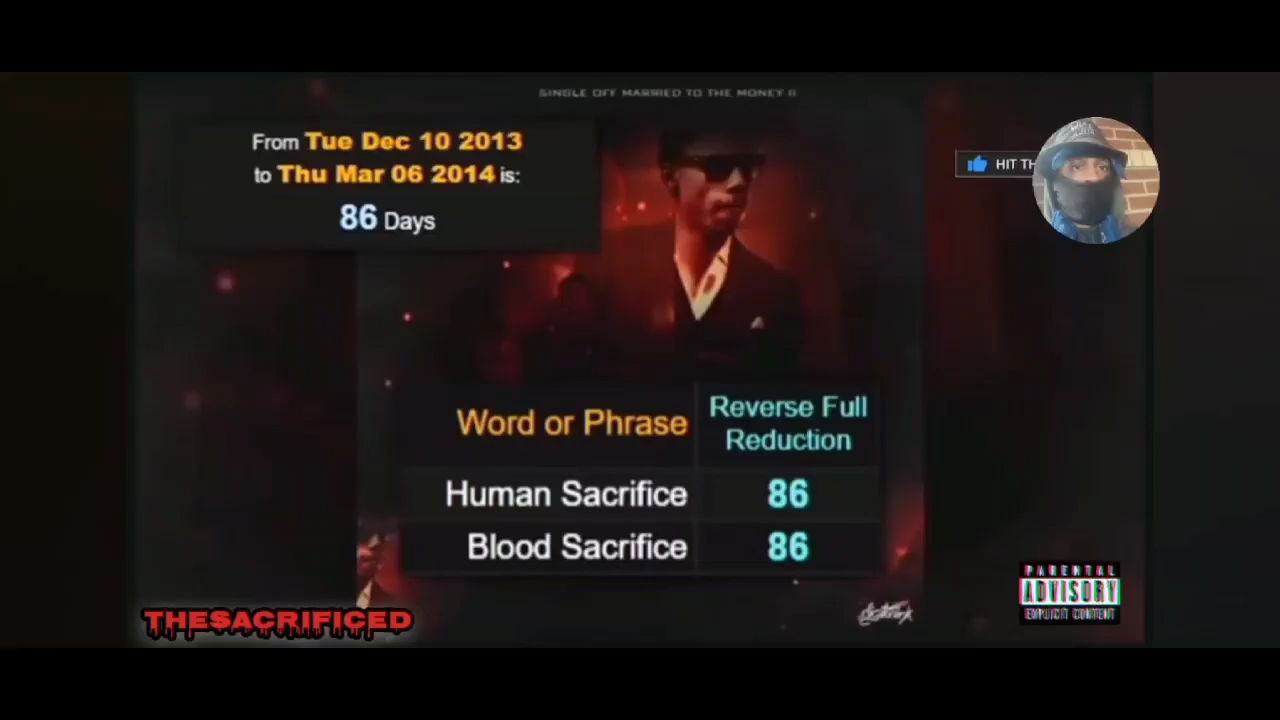 SINGLE OFF MARRIED TO THE MONEY II
From Tue Dec 10 2013
to Thu Mar 06 2014 is:
86 Days
HIT TH
Word or Phrase
Reverse Full
Reduction
Human Sacrifice 86
Blood Sacrifice 86
THESACRIFICED
PARENTAL
ADVISORY
EXPLICIT CONTENT